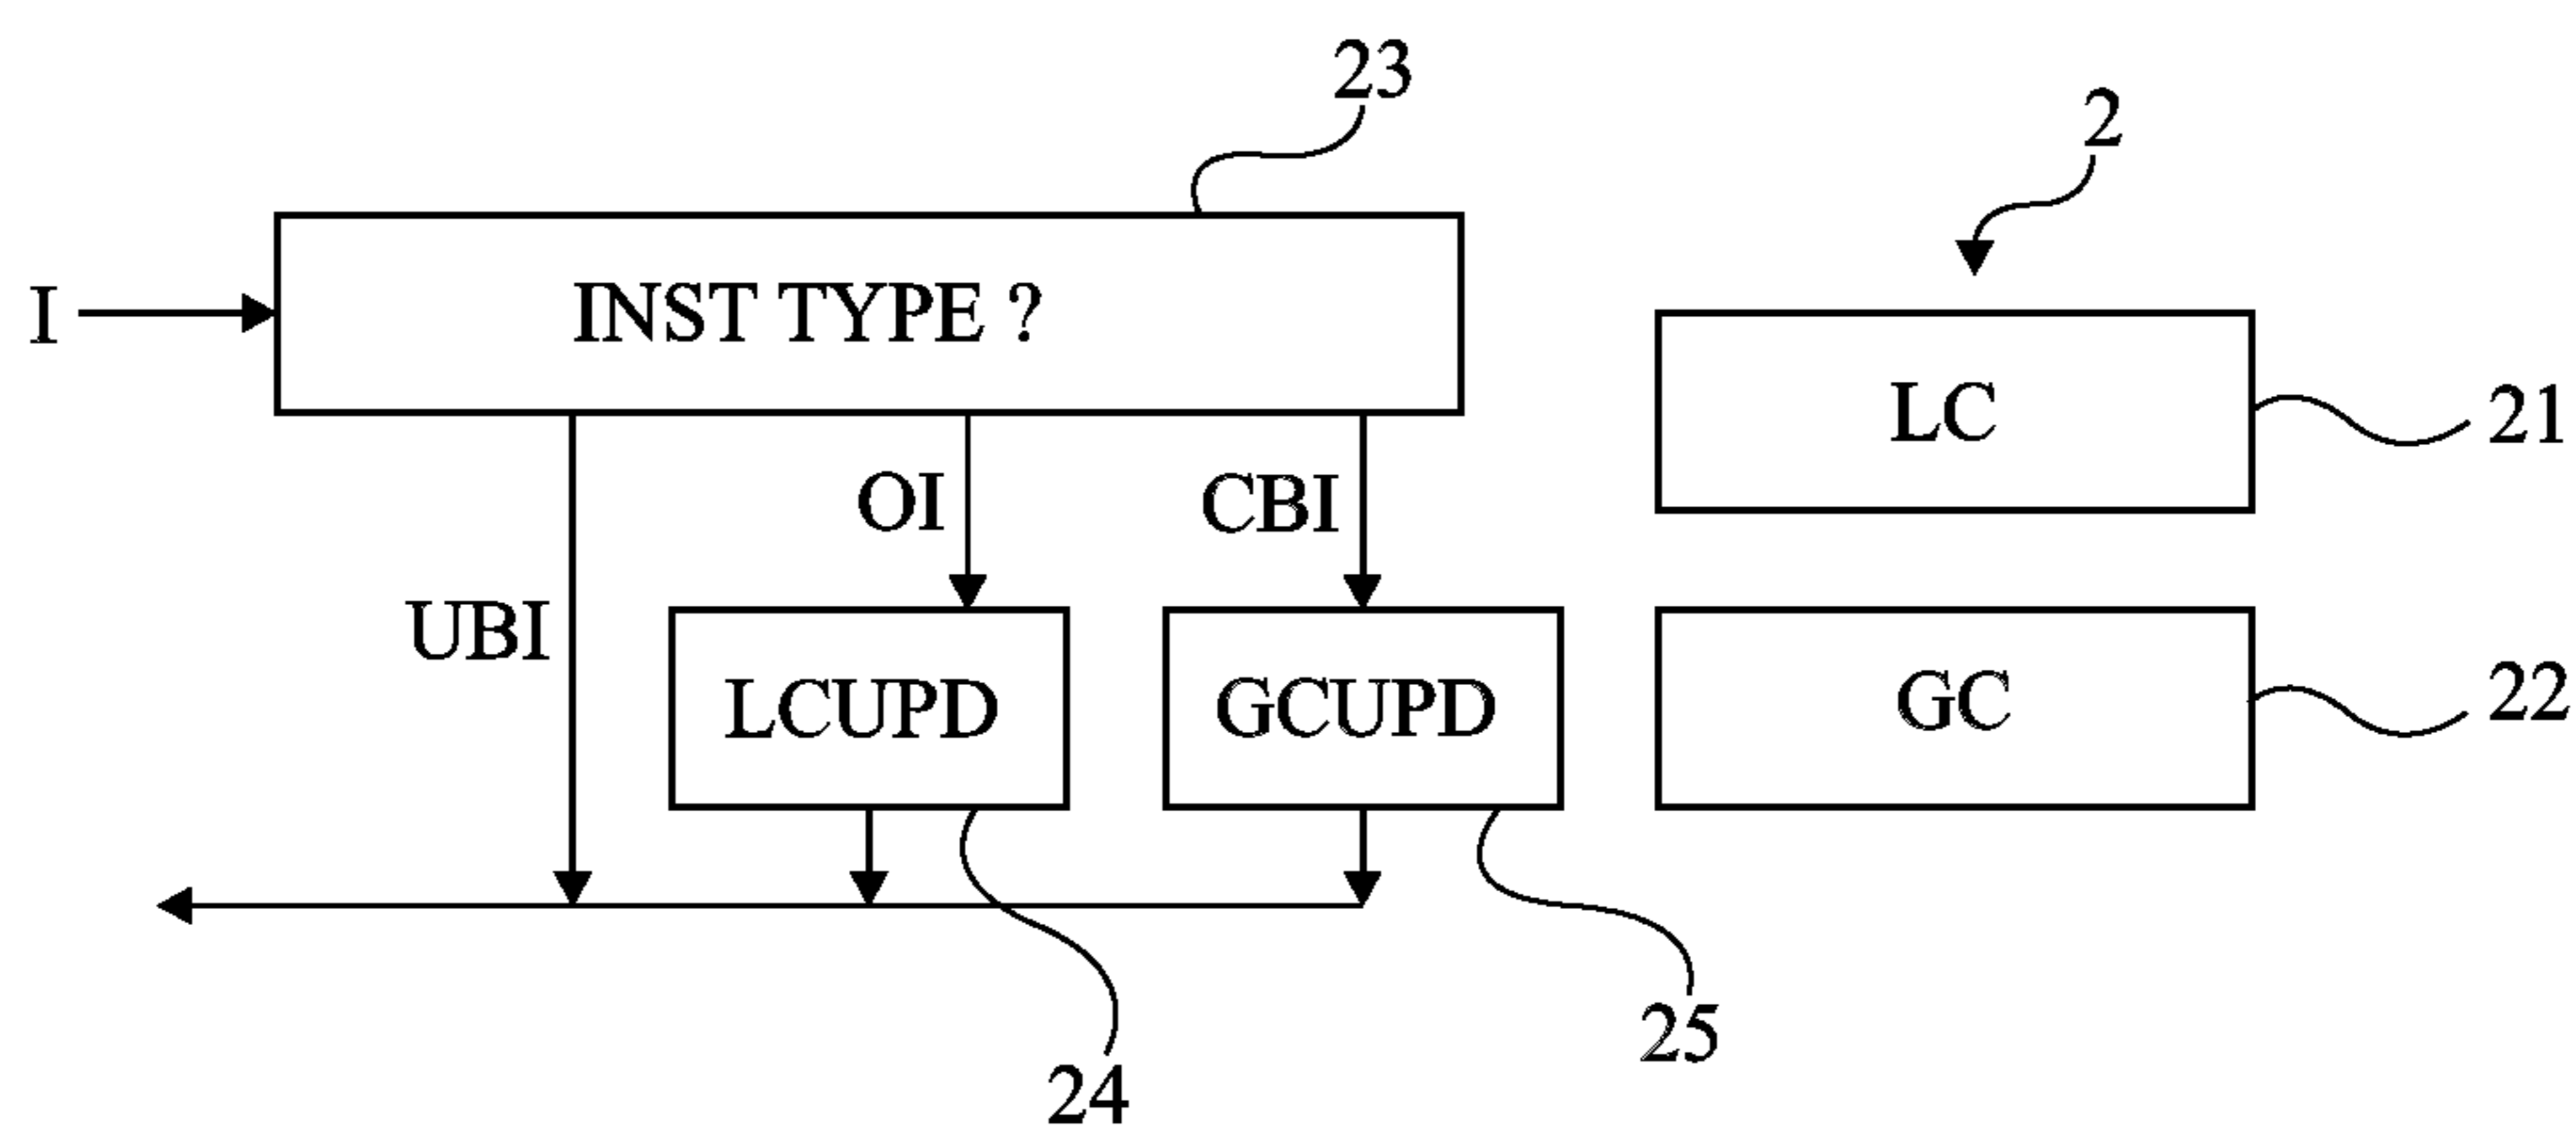 23
2
I
INST TYPE ?
LC
21
OI
CBI
UBI
LCUPD
GCUPD
GC
22
25
24